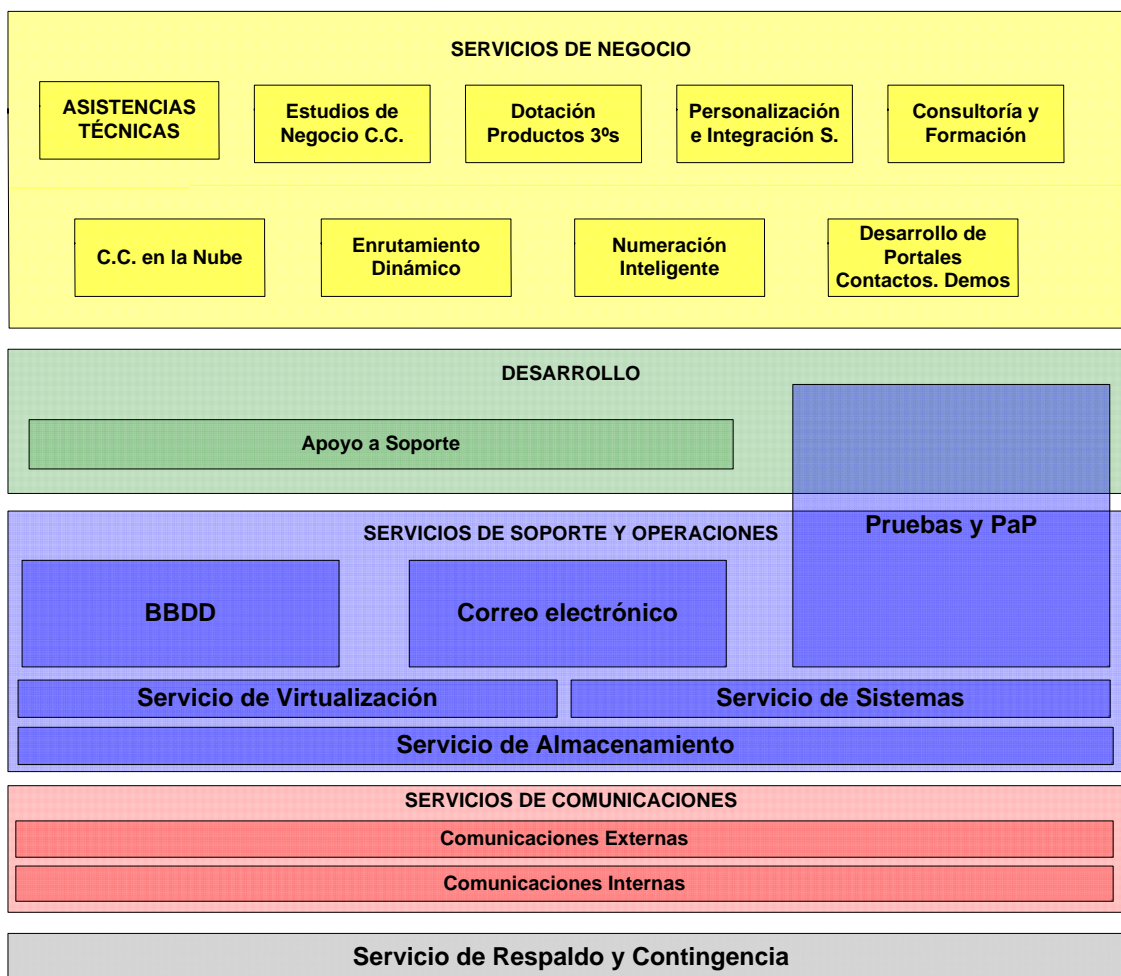 SERVICIOS DE NEGOCIO
ASISTENCIAS
TÉCNICAS
Estudios de
Negocio C.C.
Dotación
Productos 3ºs
Personalización
e Integración S.
Consultoría y
Formación
C.C. en la Nube
Enrutamiento
Dinámico
Numeración
Inteligente
Desarrollo de
Portales
Contactos. Demos
DESARROLLO
Apoyo a Soporte
Pruebas y PaP
SERVICIOS DE SOPORTE Y OPERACIONES
BBDD
Correo electrónico
Servicio de Virtualización
Servicio de Sistemas
Servicio de Almacenamiento
SERVICIOS DE COMUNICACIONES
Comunicaciones Externas
Comunicaciones Internas
Servicio de Respaldo y Contingencia